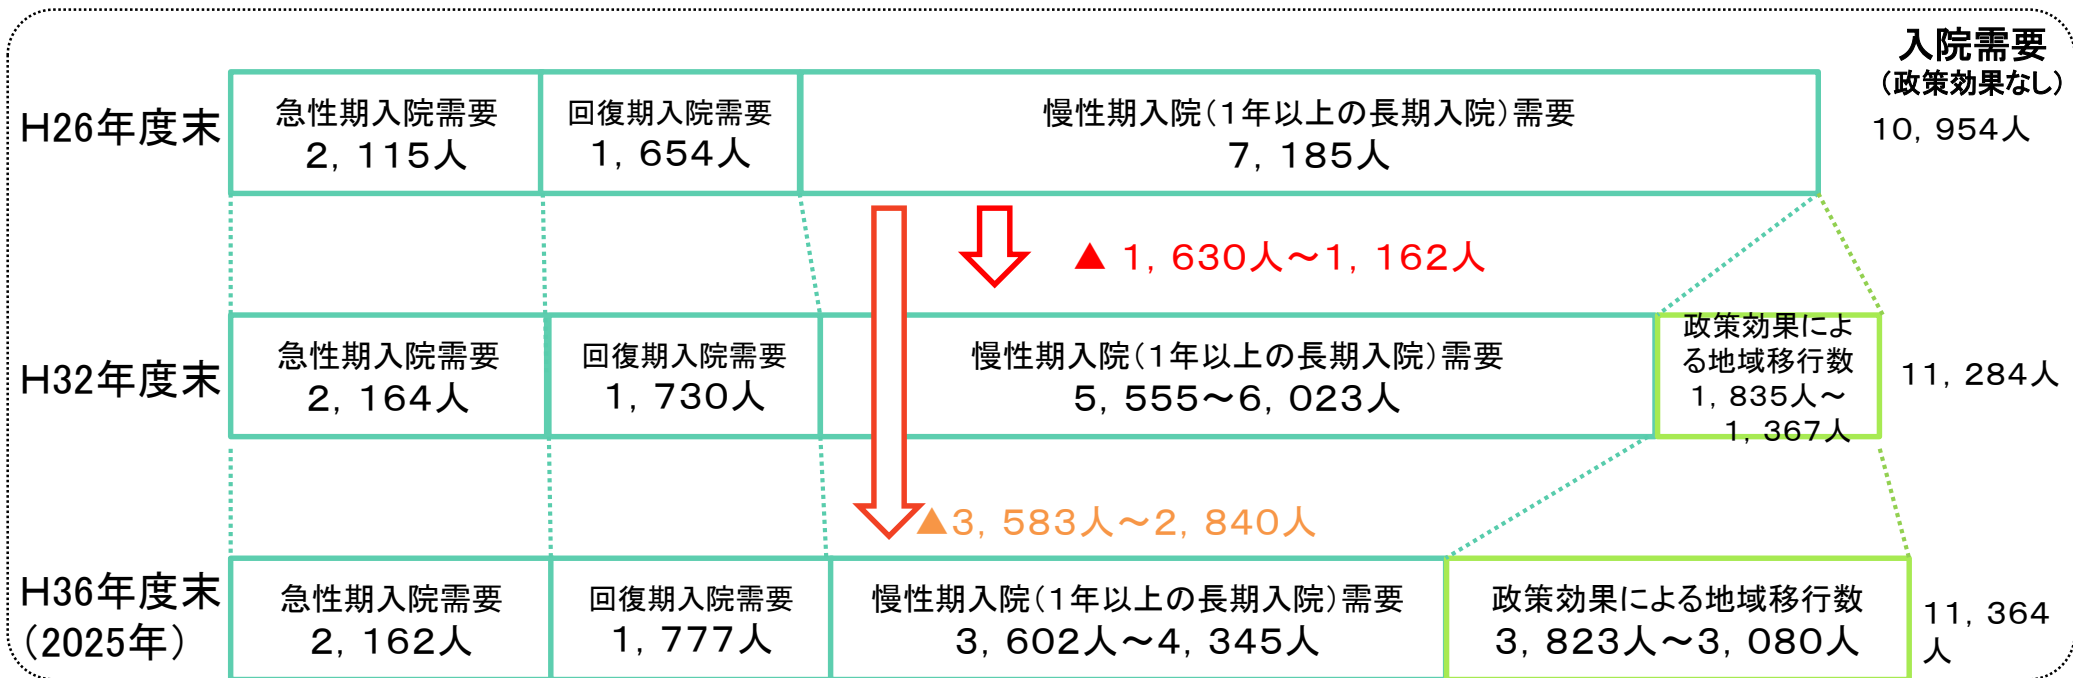 入院需要
(政策効果なし)
H26年度末
急性期入院需要
2,115人
回復期入院需要
1,654人
慢性期入院(1年以上の長期入院)需要
7,185人
10,954人
▲ 1,630人~1,162人
H32年度末
急性期入院需要
2,164人
回復期入院需要
1,730人
慢性期入院(1年以上の長期入院)需要
5,555~6,023人
政策効果によ
る地域移行数
1,835人~
1,367人
11,284人
▲3,583人~2,840人
H36年度末
(2025年)
急性期入院需要
2,162人
回復期入院需要
1,777人
慢性期入院(1年以上の長期入院)需要
3,602人~4,345人
政策効果による地域移行数
3,823人~3,080人
11,364
人